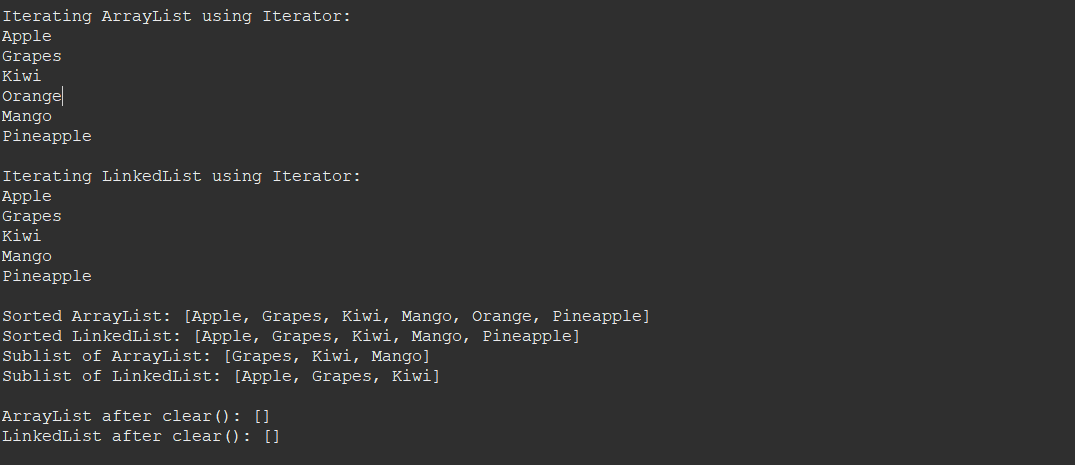 Iterating ArrayList using Iterator:
Apple
Grapes
Kiwi
Orange
Mango
Pineapple
Iterating LinkedList using Iterator:
Apple
Grapes
Kiwi
Mango
Pineapple
Sorted ArrayList: [Apple, Grapes, Kiwi, Mango, Orange, Pineapple]
Sorted LinkedList: [Apple, Grapes, Kiwi, Mango, Pineapple]
Sublist of ArrayList: [Grapes, Kiwi, Mango]
Sublist of LinkedList: [Apple, Grapes, Kiwi]
ArrayList after clear(): []
LinkedList after clear(): []